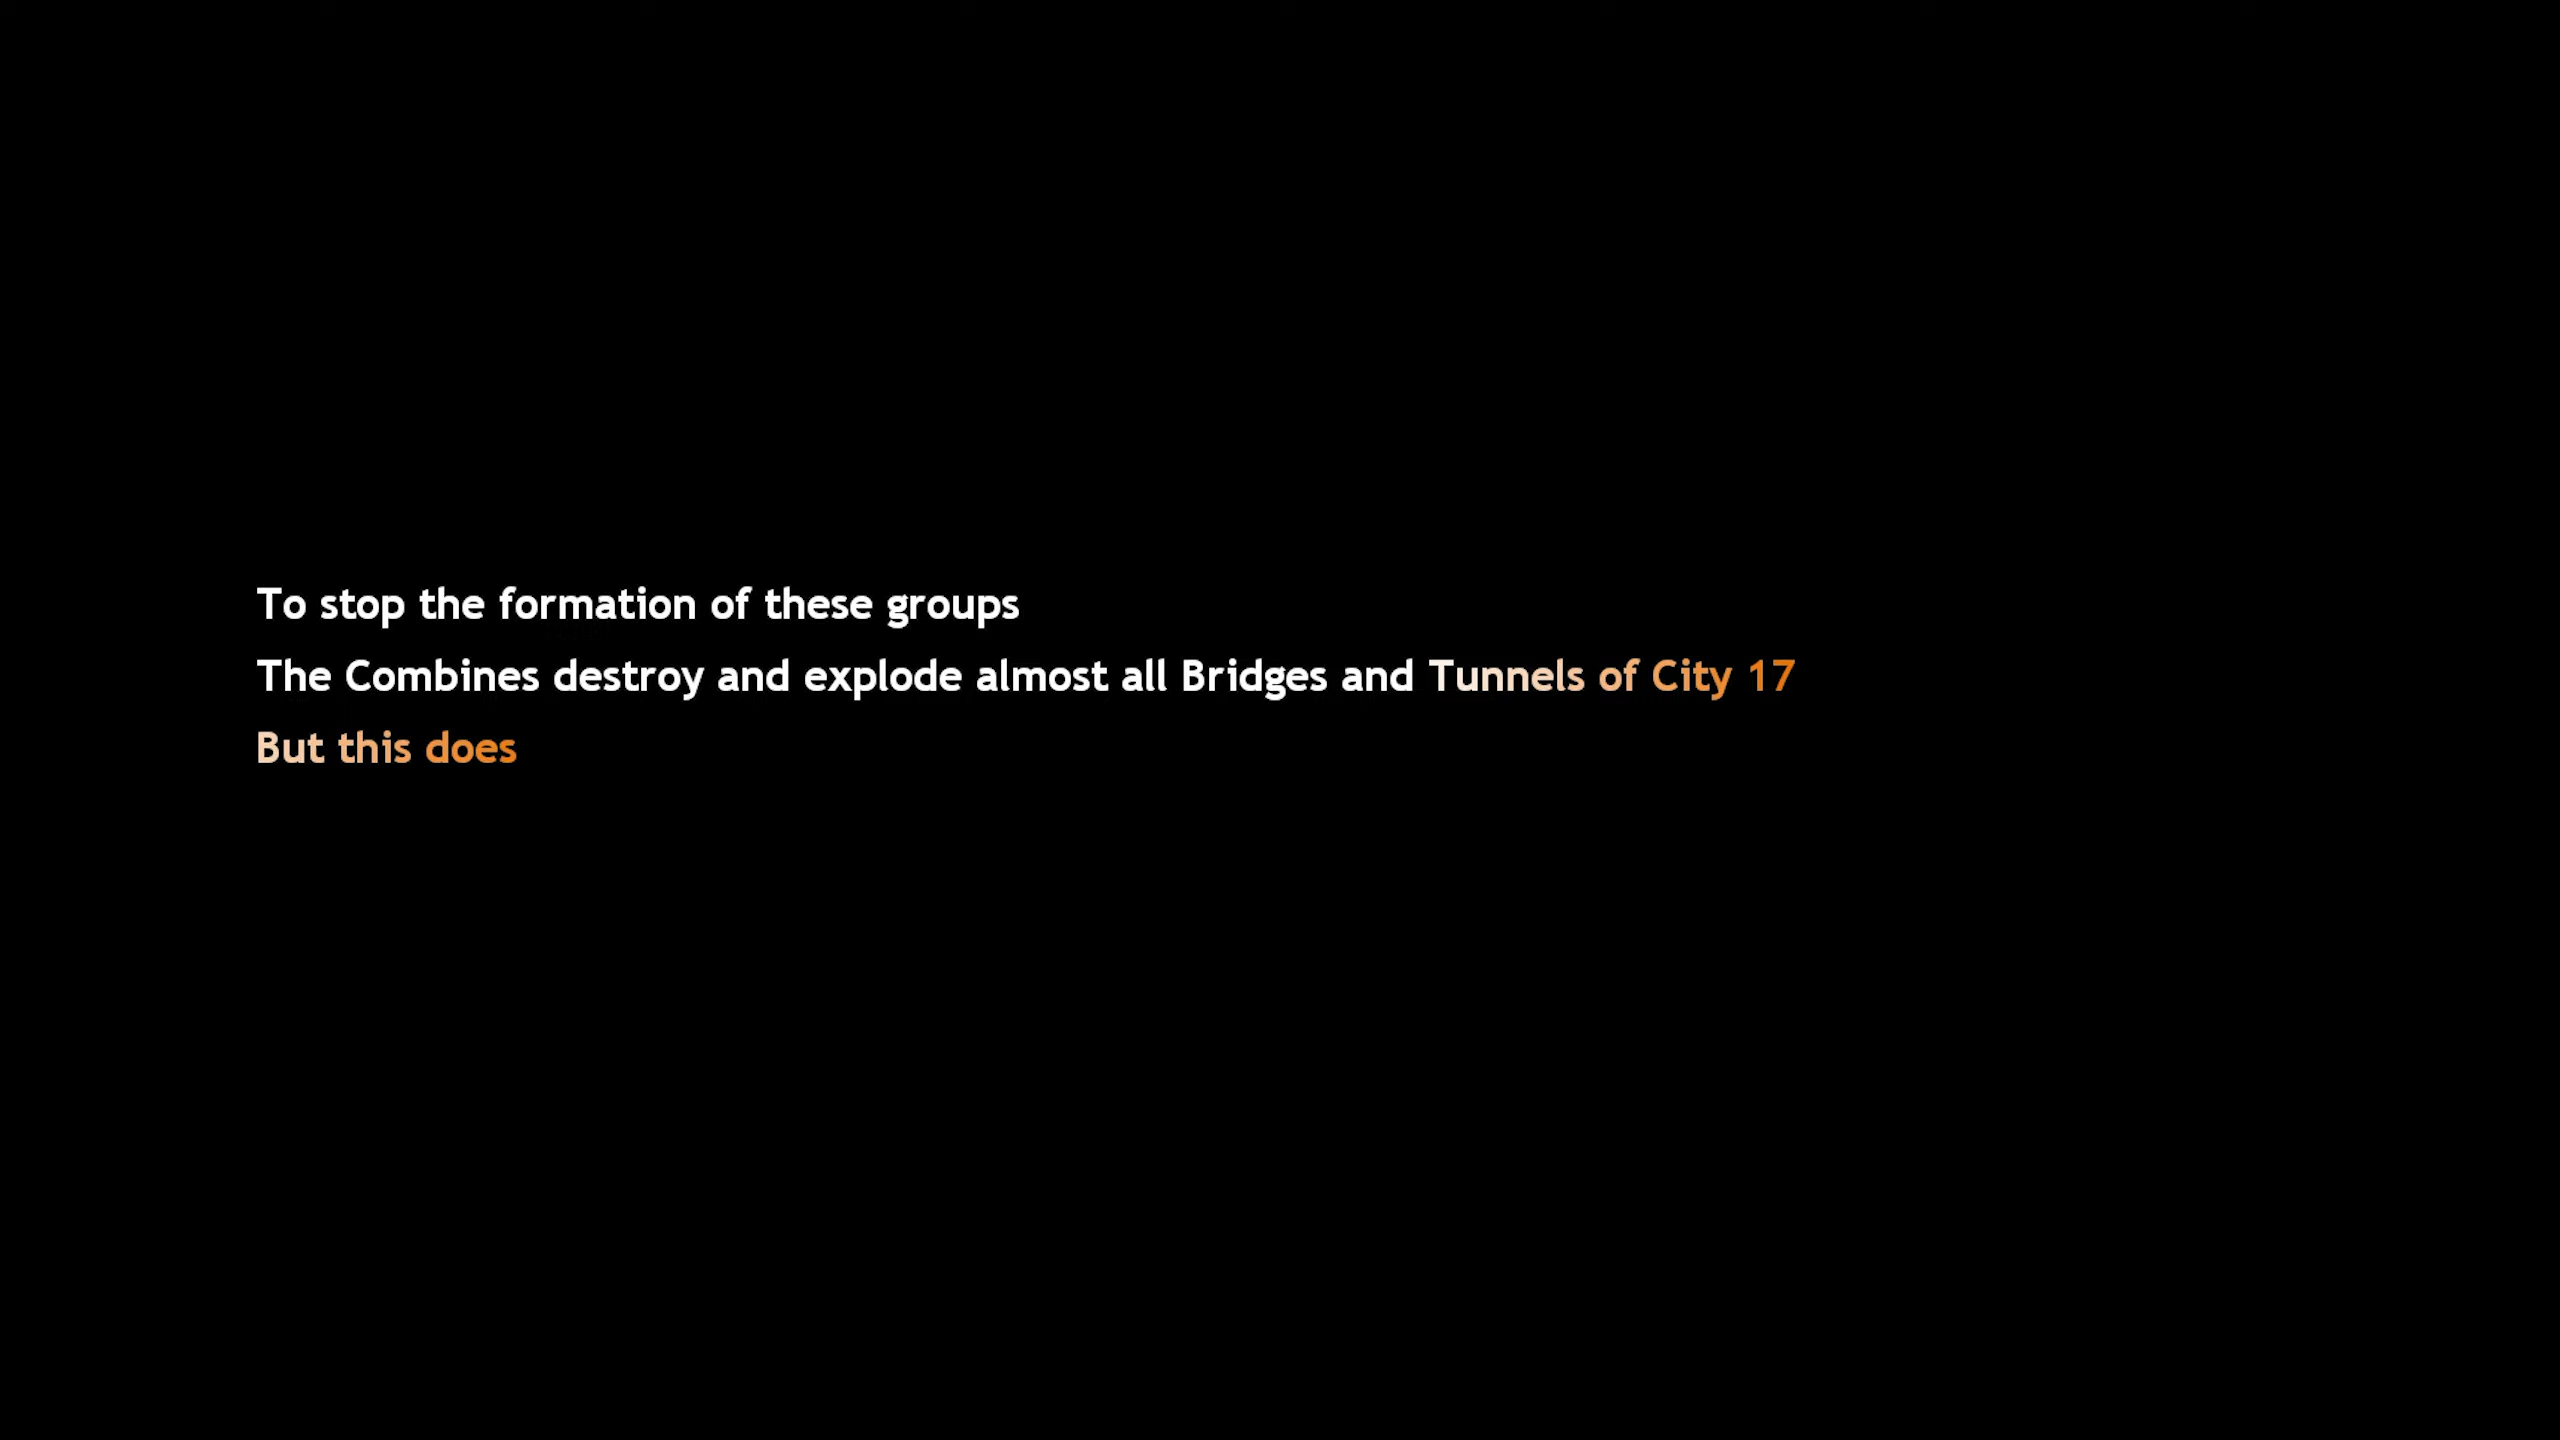 To stop the formation of these groups
The Combines destroy and explode almost all Bridges and Tunnels of City 17
But this does